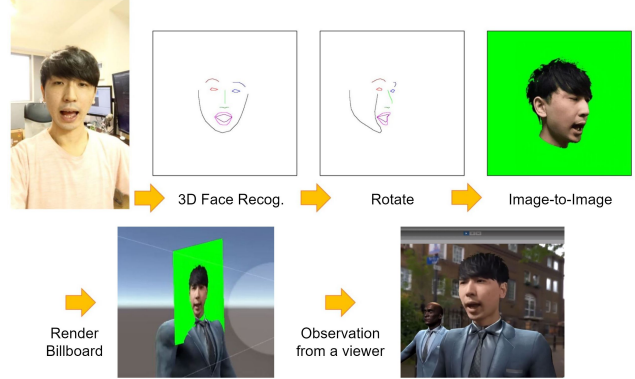 3D Face Recog.
Rotate
Image-to-Image
Render
Billboard
Observation
from a viewer